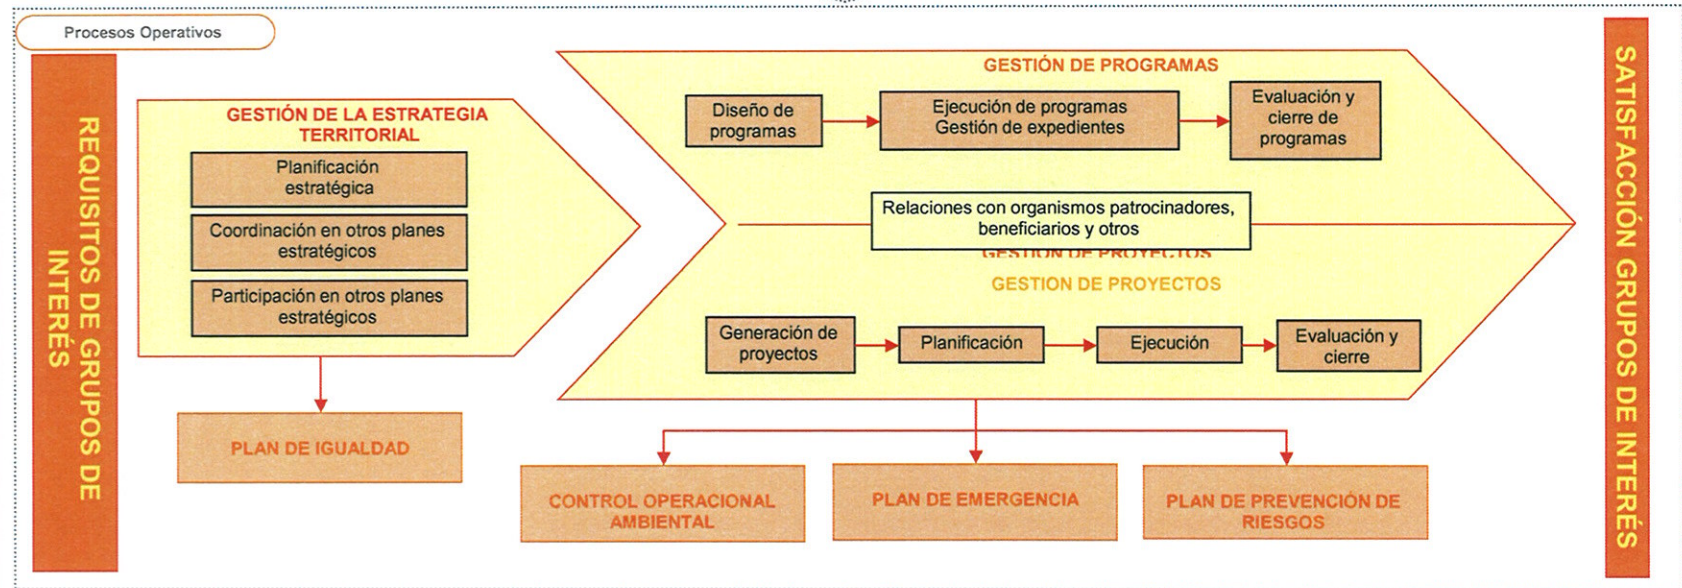 Procesos Operativos
REQUISITOS DE GRUPOS DE
INTERÉS
GESTIÓN DE LA ESTRATEGIA
TERRITORIAL
Planificación
estratégica
Coordinación en otros planes
estratégicos
Participación en otros planes
estratégicos
PLAN DE IGUALDAD
GESTIÓN DE PROGRAMAS
Diseño de
programas
Ejecución de programas
Gestión de expedientes
Evaluación y
cierre de
programas
Relaciones con organismos patrocinadores,
beneficiarios y otros
GESTIÓN DE PROYECTOS
GESTION DE PROYECTOS
Generación de
proyectos
Planificación
Ejecución
Evaluación y
cierre
CONTROL OPERACIONAL
AMBIENTAL
PLAN DE EMERGENCIA
PLAN DE PREVENCIÓN DE
RIESGOS
SATISFACCIÓN GRUPOS DE INTERÉS